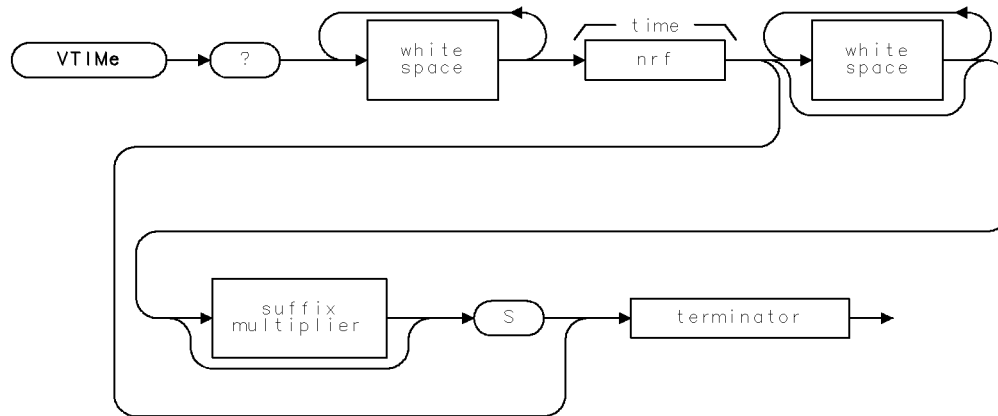 time
VTIMe
?
white
space
nrf
white
space
suffix
multiplier
S
terminator